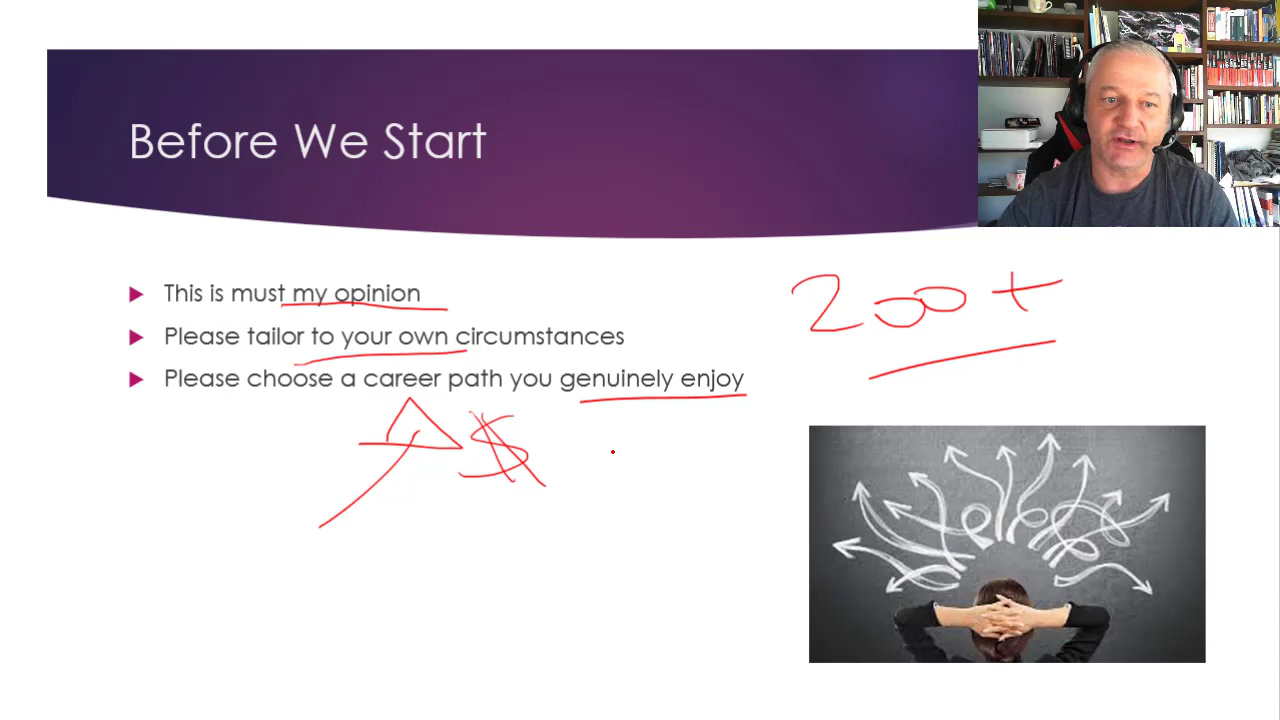 Before We Start
This is must my opinion
Please tailor to your own circumstances
Please choose a career path you genuinely enjoy
200+
$